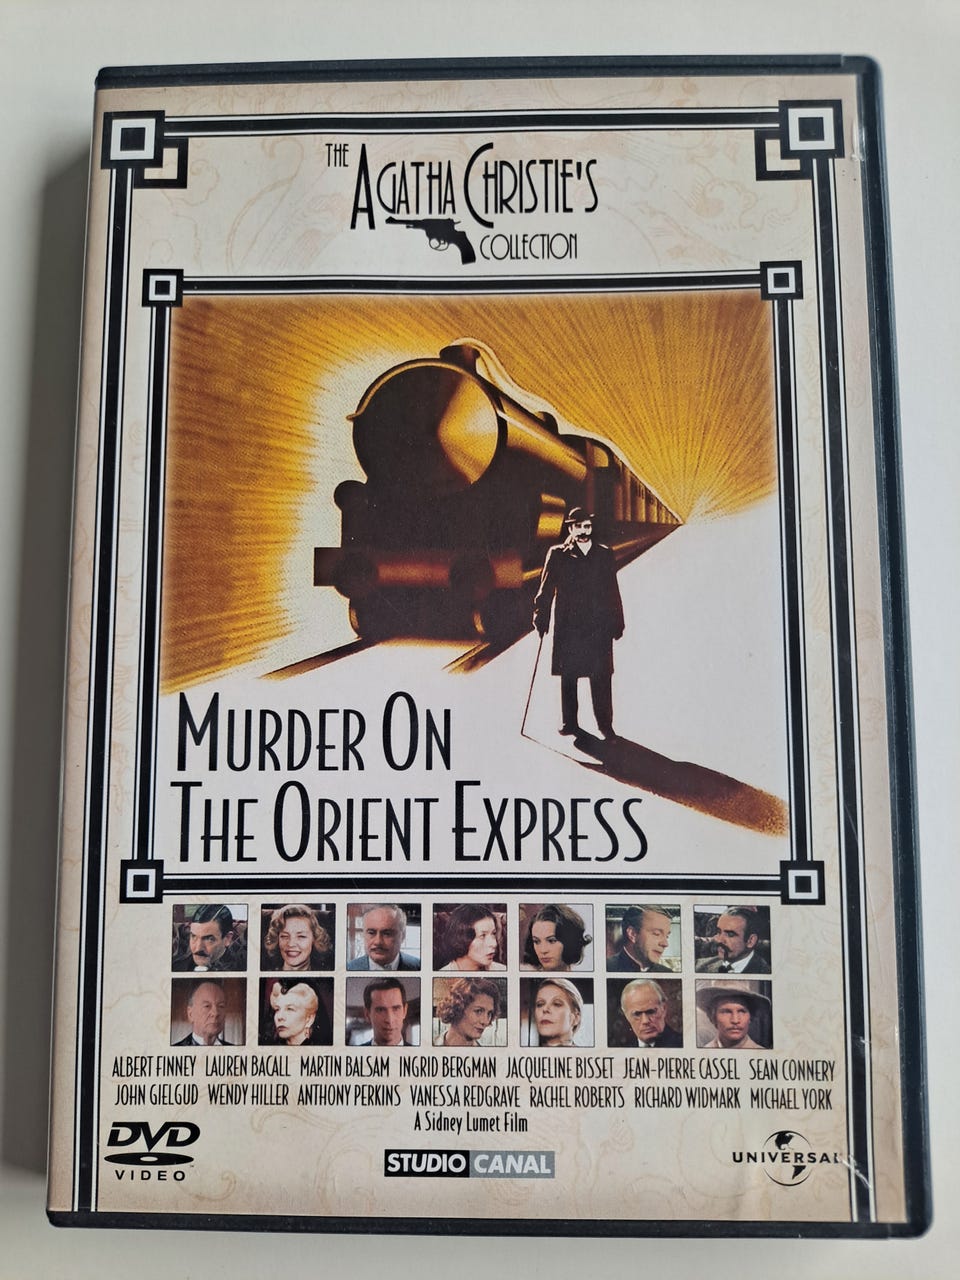 THE AGATHA CHRISTIE'S
COLLECTION
MURDER ON
THE ORIENT EXPRESS
ALBERT FINNEY LAUREN BACALL MARTIN BALSAM INGRID BERGMAN JACQUELINE BISSET JEAN-PIERRE CASSEL SEAN CONNERY
JOHN GIELGUD WENDY HILLER ANTHONY PERKINS VANESSA REDGRAVE RACHEL ROBERTS RICHARD WIDMARK MICHAEL YORK
A Sidney Lumet Film
DVD
VIDEO
STUDIO CANAL
UNIVERSAL